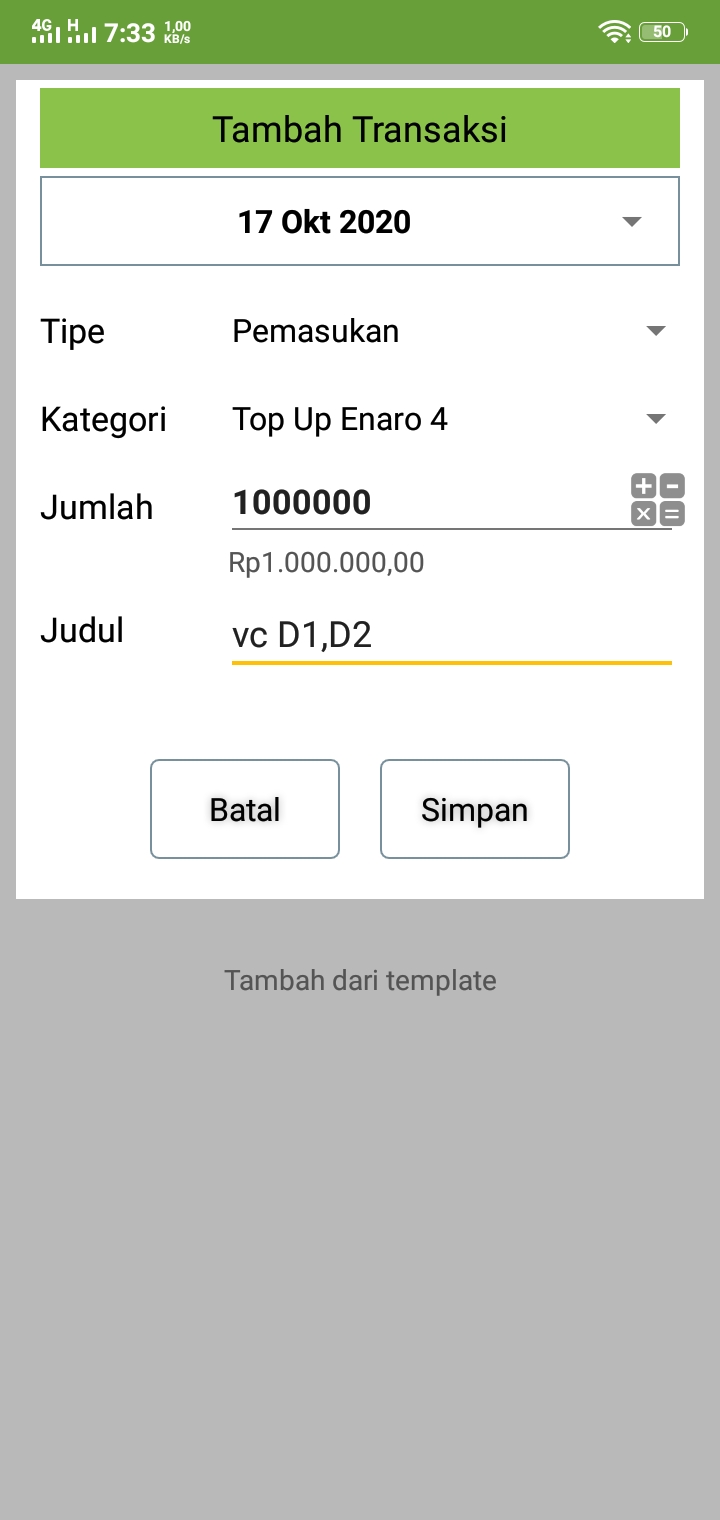 4G H 7:33 1,00 KB/s 50
Tambah Transaksi
17 Okt 2020
Tipe Pemasukan
Kategori Top Up Enaro 4
Jumlah 1000000
Rp1.000.000,00
Judul vc D1,D2
Batal Simpan
Tambah dari template